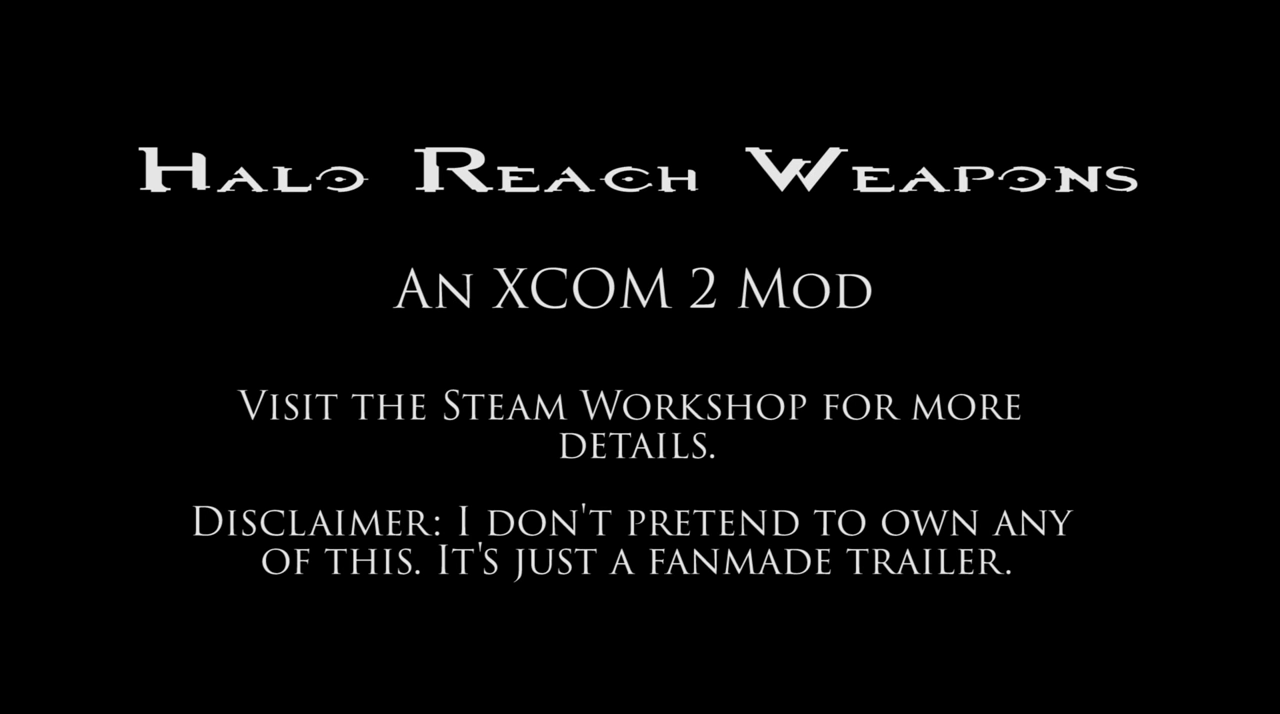 Halo Reach Weapons
An XCOM 2 Mod
Visit the Steam Workshop for more
details.
Disclaimer: I don't pretend to own any
of this. It's just a fanmade trailer.